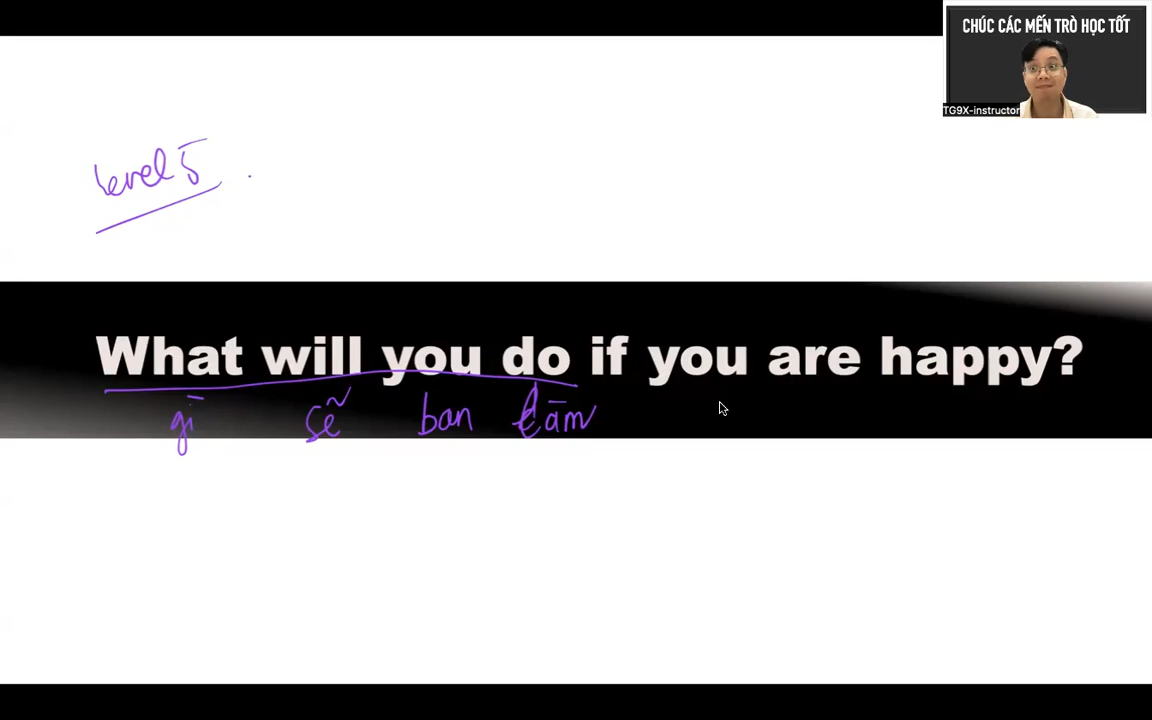 CHÚC CÁC MẾN TRÒ HỌC TỐT
TG9X-instructor
Level 5
What will you do if you are happy?
gì sẽ bạn làm